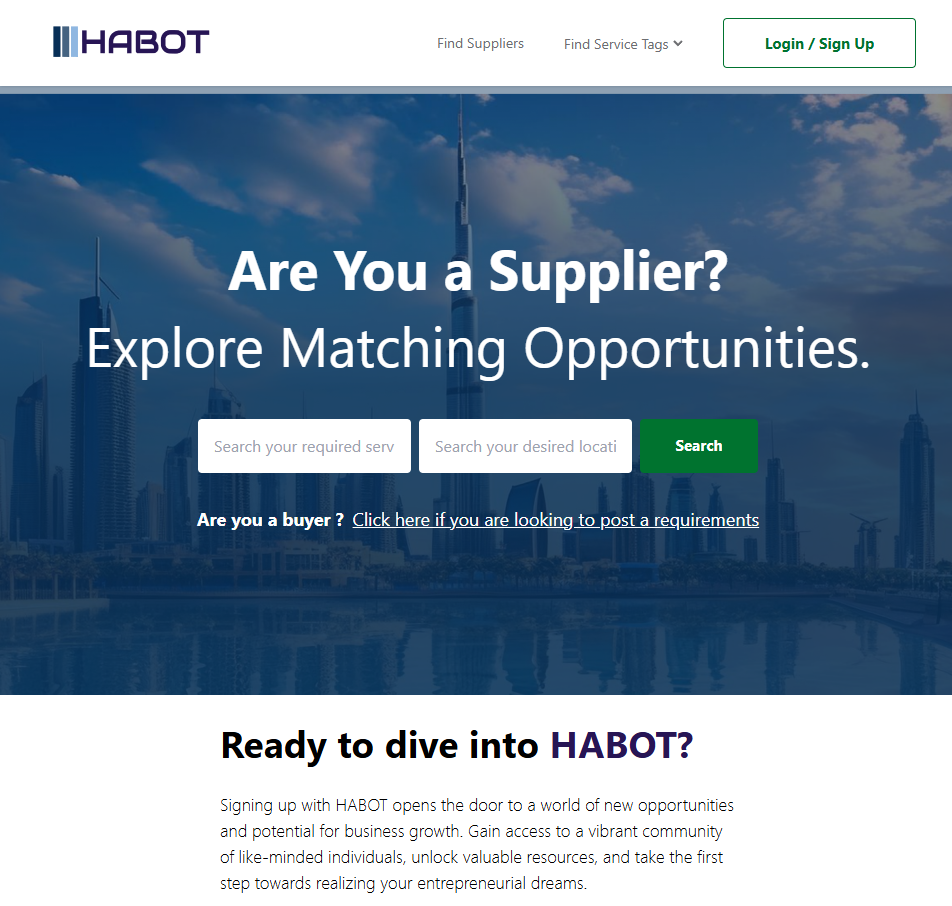 HABOT
Find Suppliers
Find Service Tags
Login / Sign Up
Are You a Supplier?
Explore Matching Opportunities.
Search your required serv
Search your desired locati
Search
Are you a buyer ? Click here if you are looking to post a requirements
Ready to dive into HABOT?
Signing up with HABOT opens the door to a world of new opportunities
and potential for business growth. Gain access to a vibrant community
of like-minded individuals, unlock valuable resources, and take the first
step towards realizing your entrepreneurial dreams.